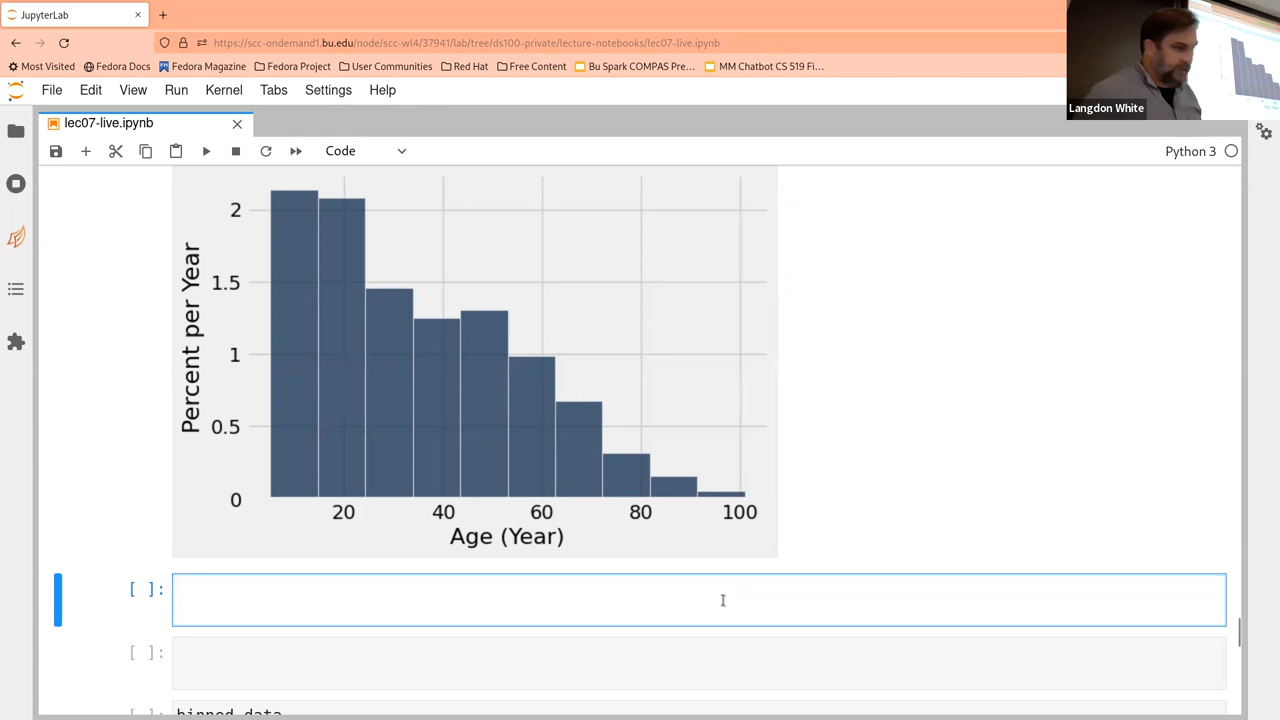 JupyterLab
https://scc-ondemand1.bu.edu/node/scc-wl4/37941/lab/tree/ds100-private/lecture-notebooks/lec07-live.ipynb
Most Visited Fedora Docs Fedora Magazine Fedora Project User Communities Red Hat Free Content Bu Spark COMPAS Pre... MM Chatbot CS 519 Fi...
File Edit View Run Kernel Tabs Settings Help
Langdon White
lec07-live.ipynb
Code Python 3
2
1.5
1
0.5
0
Percent per Year
20 40 60 80 100
Age (Year)
[ ]:
[ ]:
[ ]: binned_data